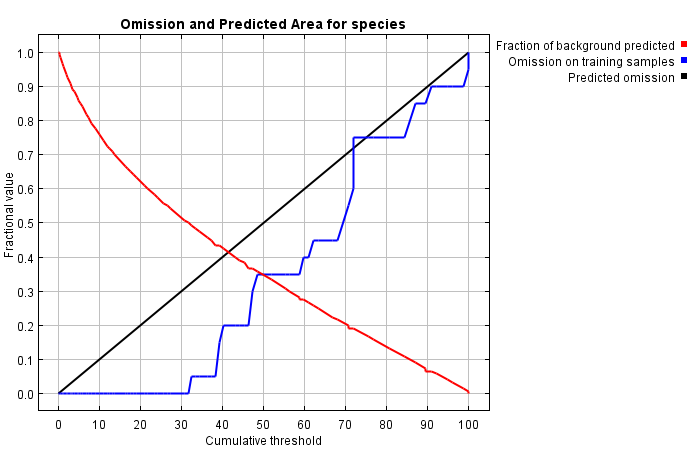 Omission and Predicted Area for species
Fraction of background predicted
Omission on training samples
Predicted omission
Fractional value
1.0
0.9
0.8
0.7
0.6
0.5
0.4
0.3
0.2
0.1
0.0
0 10 20 30 40 50 60 70 80 90 100
Cumulative threshold